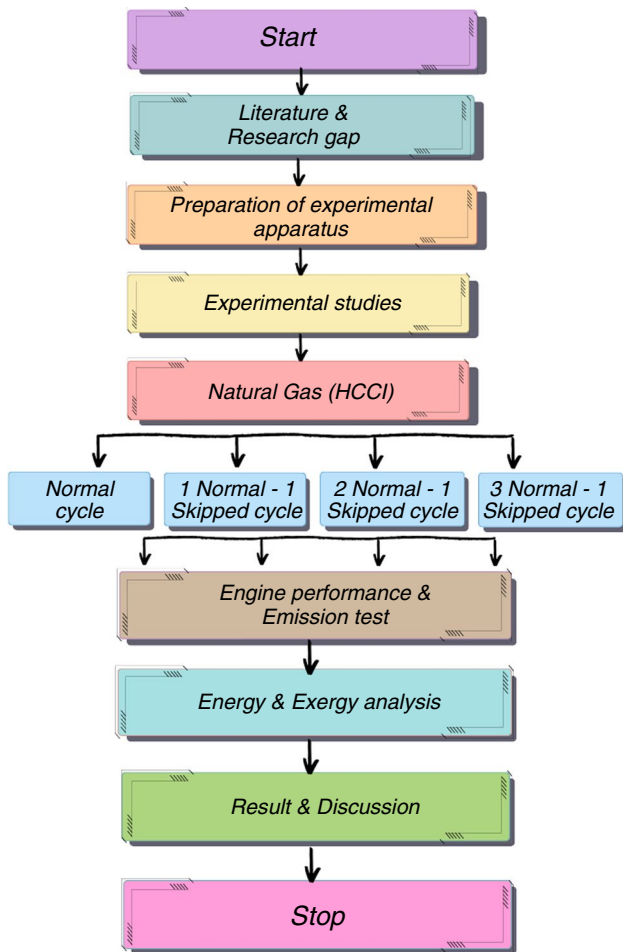 Start
Literature &
Research gap
Preparation of experimental
apparatus
Experimental studies
Natural Gas (HCCI)
Normal
cycle
1 Normal - 1
Skipped cycle
2 Normal - 1
Skipped cycle
3 Normal - 1
Skipped cycle
Engine performance &
Emission test
Energy & Exergy analysis
Result & Discussion
Stop